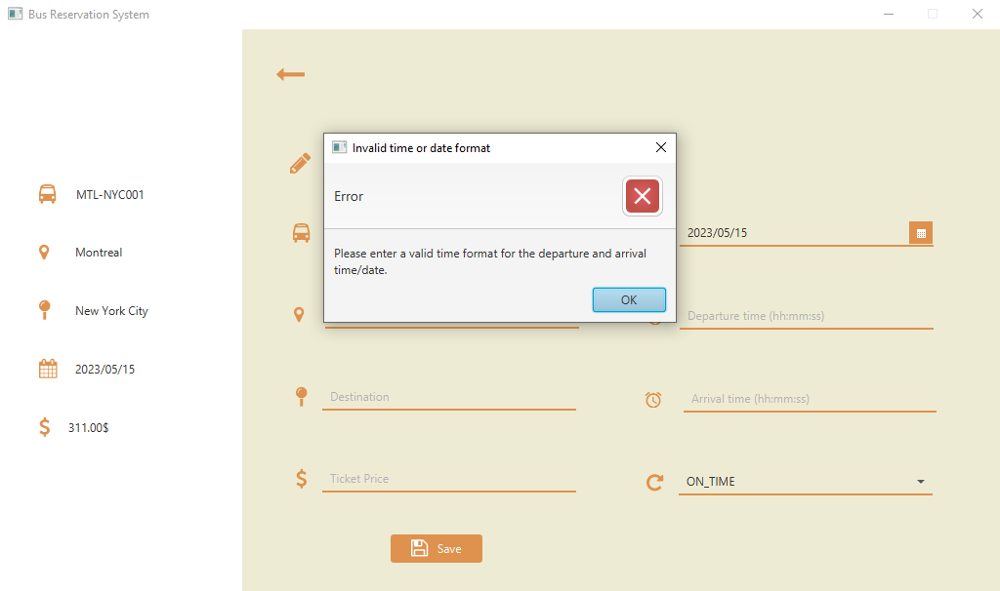 Bus Reservation System
MTL-NYC001
Montreal
New York City
2023/05/15
311.00$
Invalid time or date format
Error
Please enter a valid time format for the departure and arrival
time/date.
OK
2023/05/15
Departure time (hh:mm:ss)
Destination
Arrival time (hh:mm:ss)
Ticket Price
ON_TIME
Save